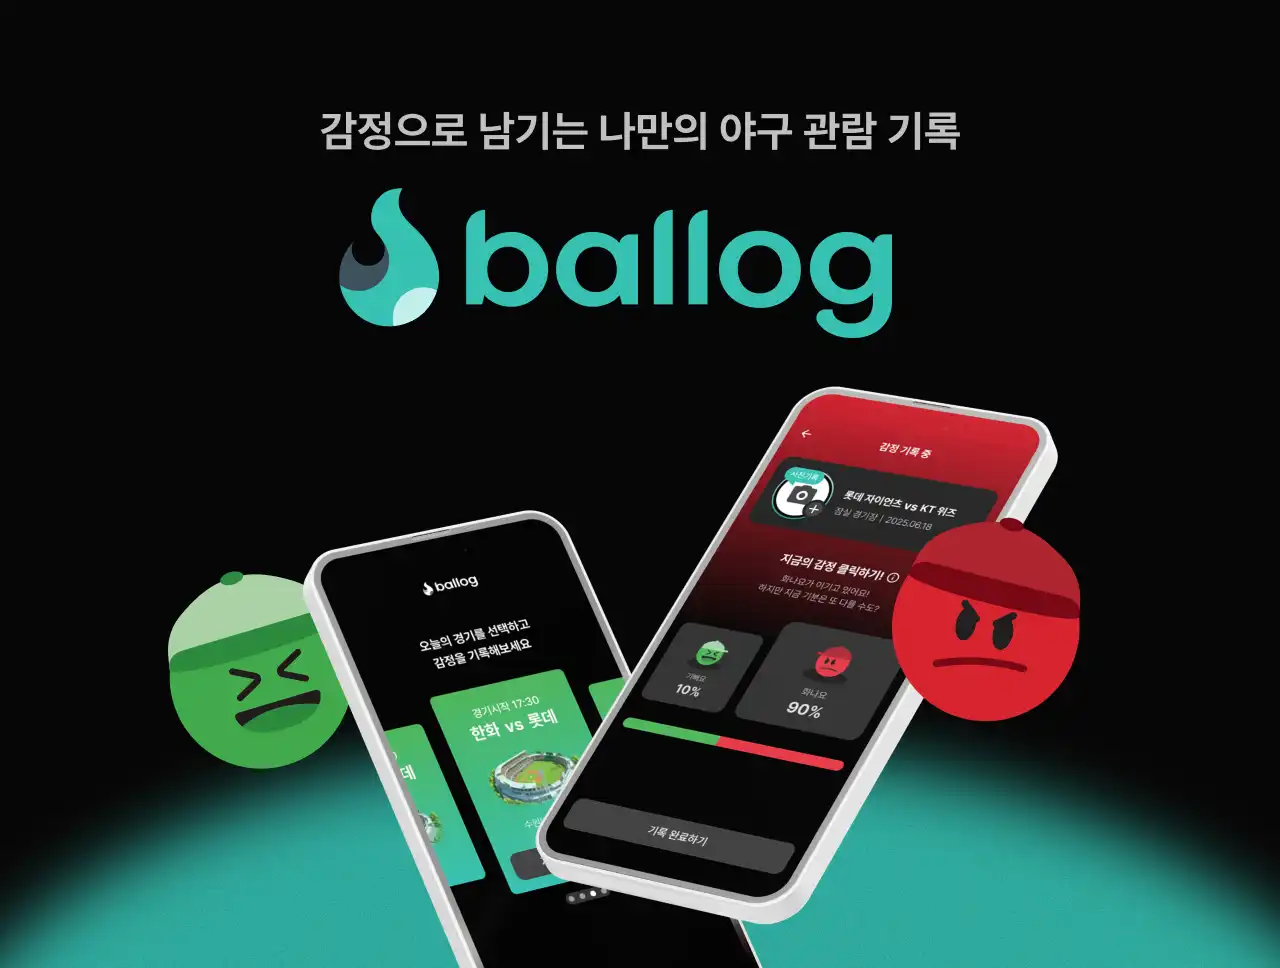 감정으로 남기는 나만의 야구 관람 기록
ballog
ballog
오늘의 경기를 선택하고
감정을 기록해보세요
경기시작 17:30
한화 vs 롯데
데
감정 기록 중
사진기록
롯데 자이언츠 vs KT 위즈
잠실 경기장 | 2025.06.18
지금의 감정 클릭하기!
화나요가 이기고 있어요!
하지만 지금 기분은 또 다를 수도?
기뻐요
10%
화나요
90%
기록 완료하기